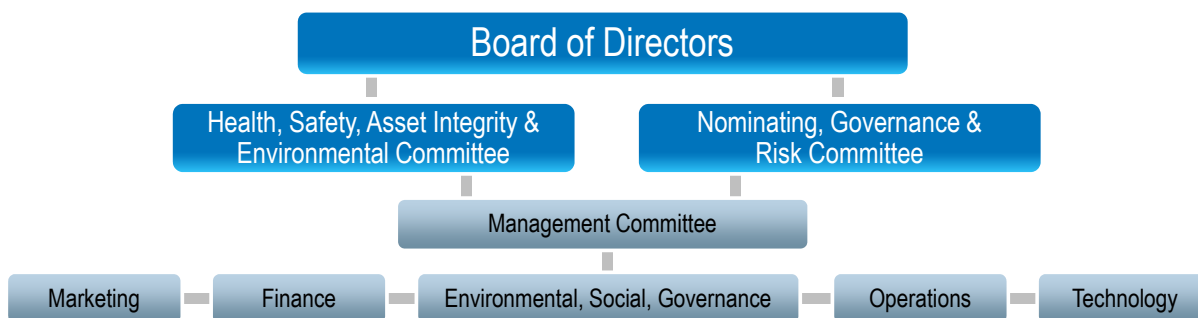 Board of Directors
Health, Safety, Asset Integrity &
Environmental Committee
Nominating, Governance &
Risk Committee
Management Committee
Marketing
Finance
Environmental, Social, Governance
Operations
Technology